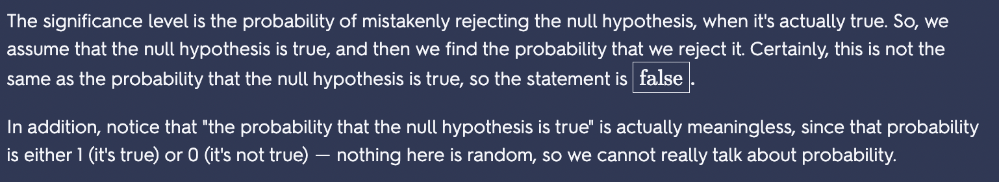 The significance level is the probability of mistakenly rejecting the null hypothesis, when it's actually true. So, we
assume that the null hypothesis is true, and then we find the probability that we reject it. Certainly, this is not the
same as the probability that the null hypothesis is true, so the statement is false.
In addition, notice that "the probability that the null hypothesis is true" is actually meaningless, since that probability
is either 1 (it's true) or 0 (it's not true) — nothing here is random, so we cannot really talk about probability.